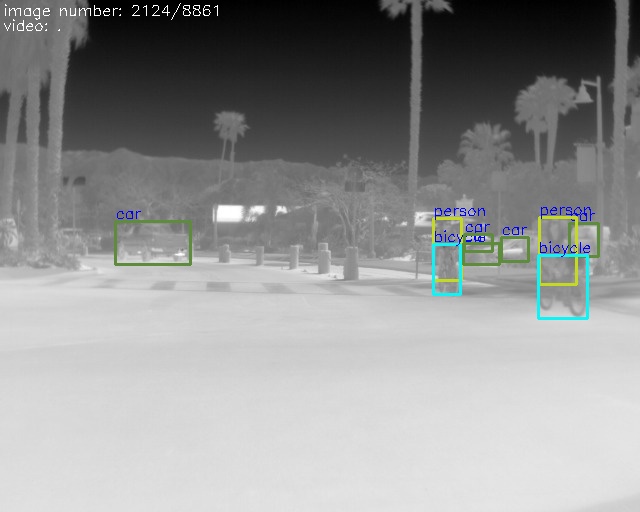 image number: 2124/8861
video: .
car
person
person
car
car
car
bicycle
bicycle